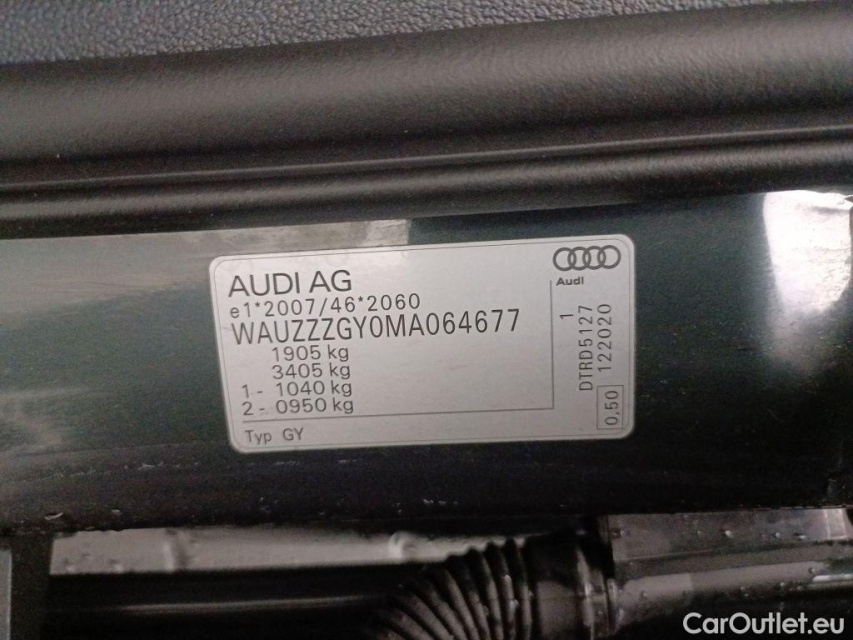 AUDI AG
e1*2007/46*2060
WAUZZZGY0MA064677
1905 kg
3405 kg
1 - 1040 kg
2 - 0950 kg
Typ GY
Audi
1
DTRD5127
122020
0,50
CarOutlet.eu